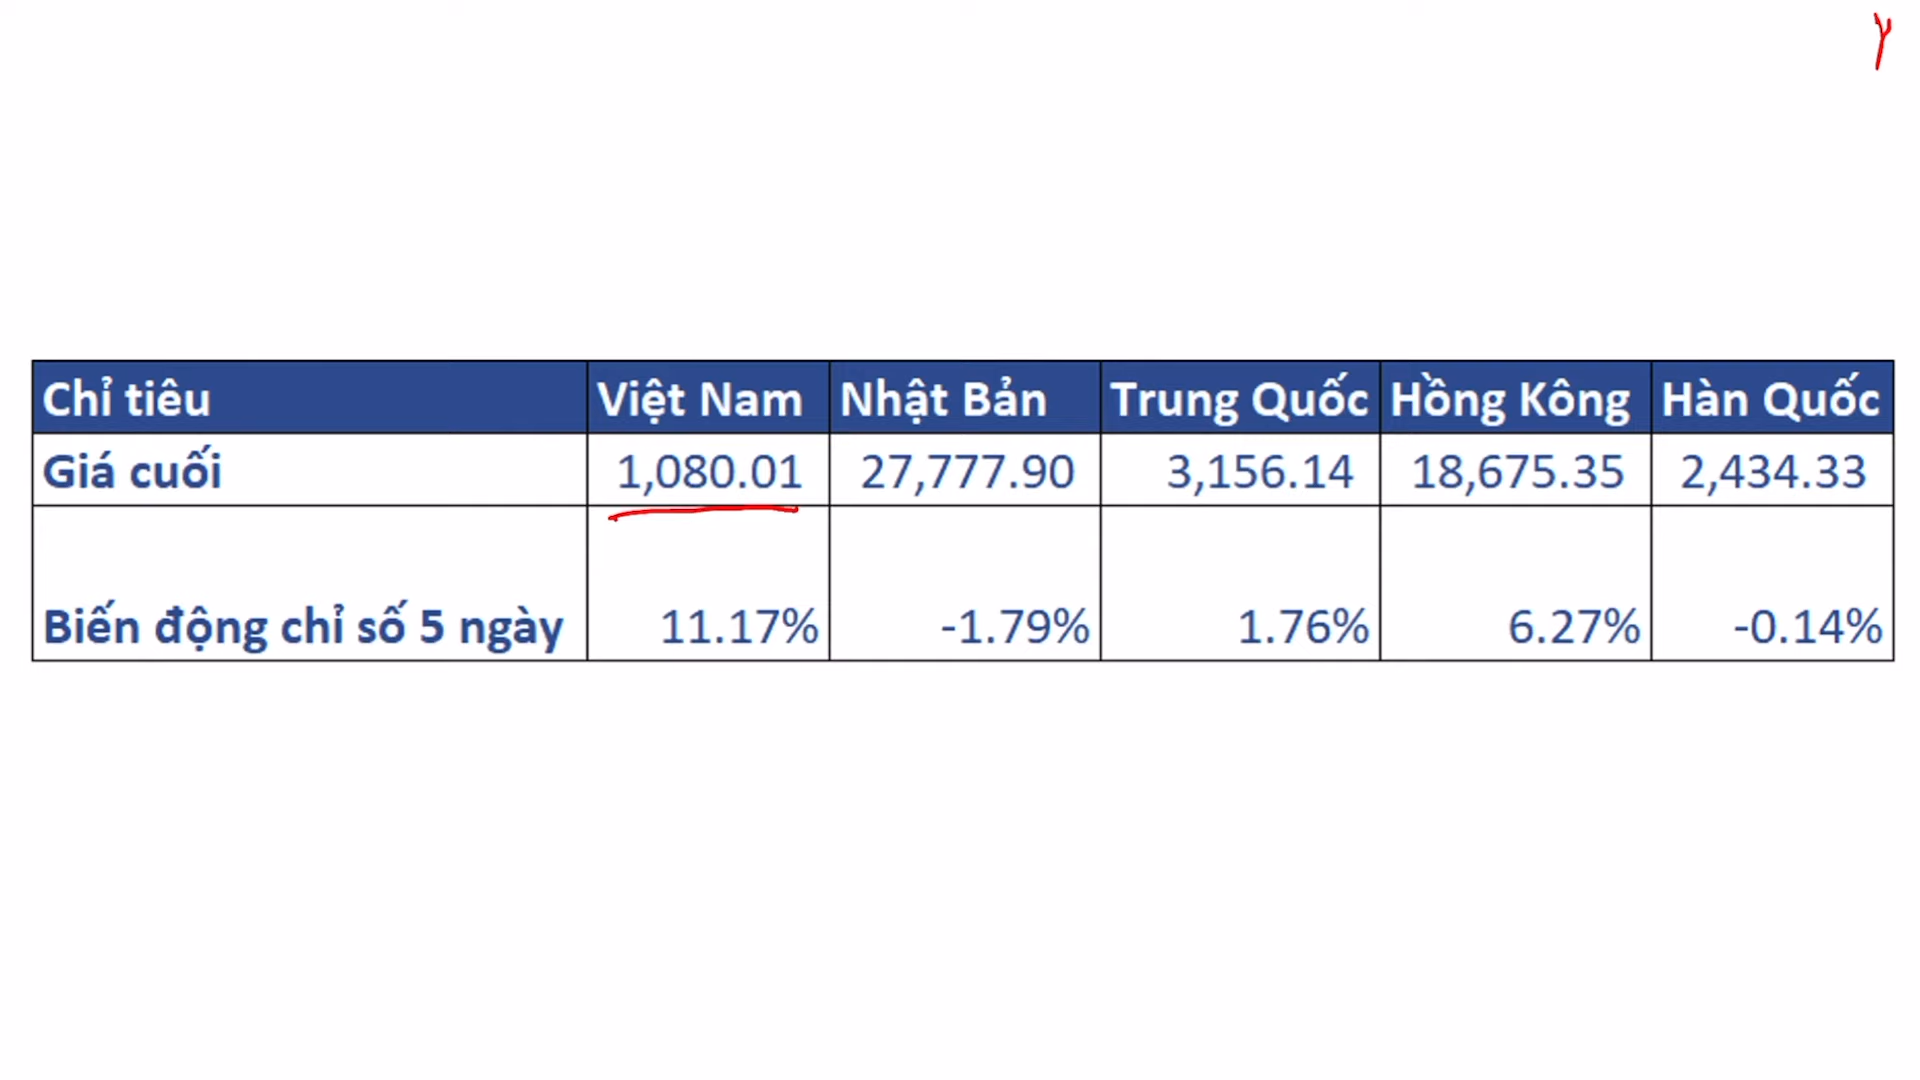 Chỉ tiêu Việt Nam Nhật Bản Trung Quốc Hồng Kông Hàn Quốc
Giá cuối 1,080.01 27,777.90 3,156.14 18,675.35 2,434.33
Biến động chỉ số 5 ngày 11.17% -1.79% 1.76% 6.27% -0.14%